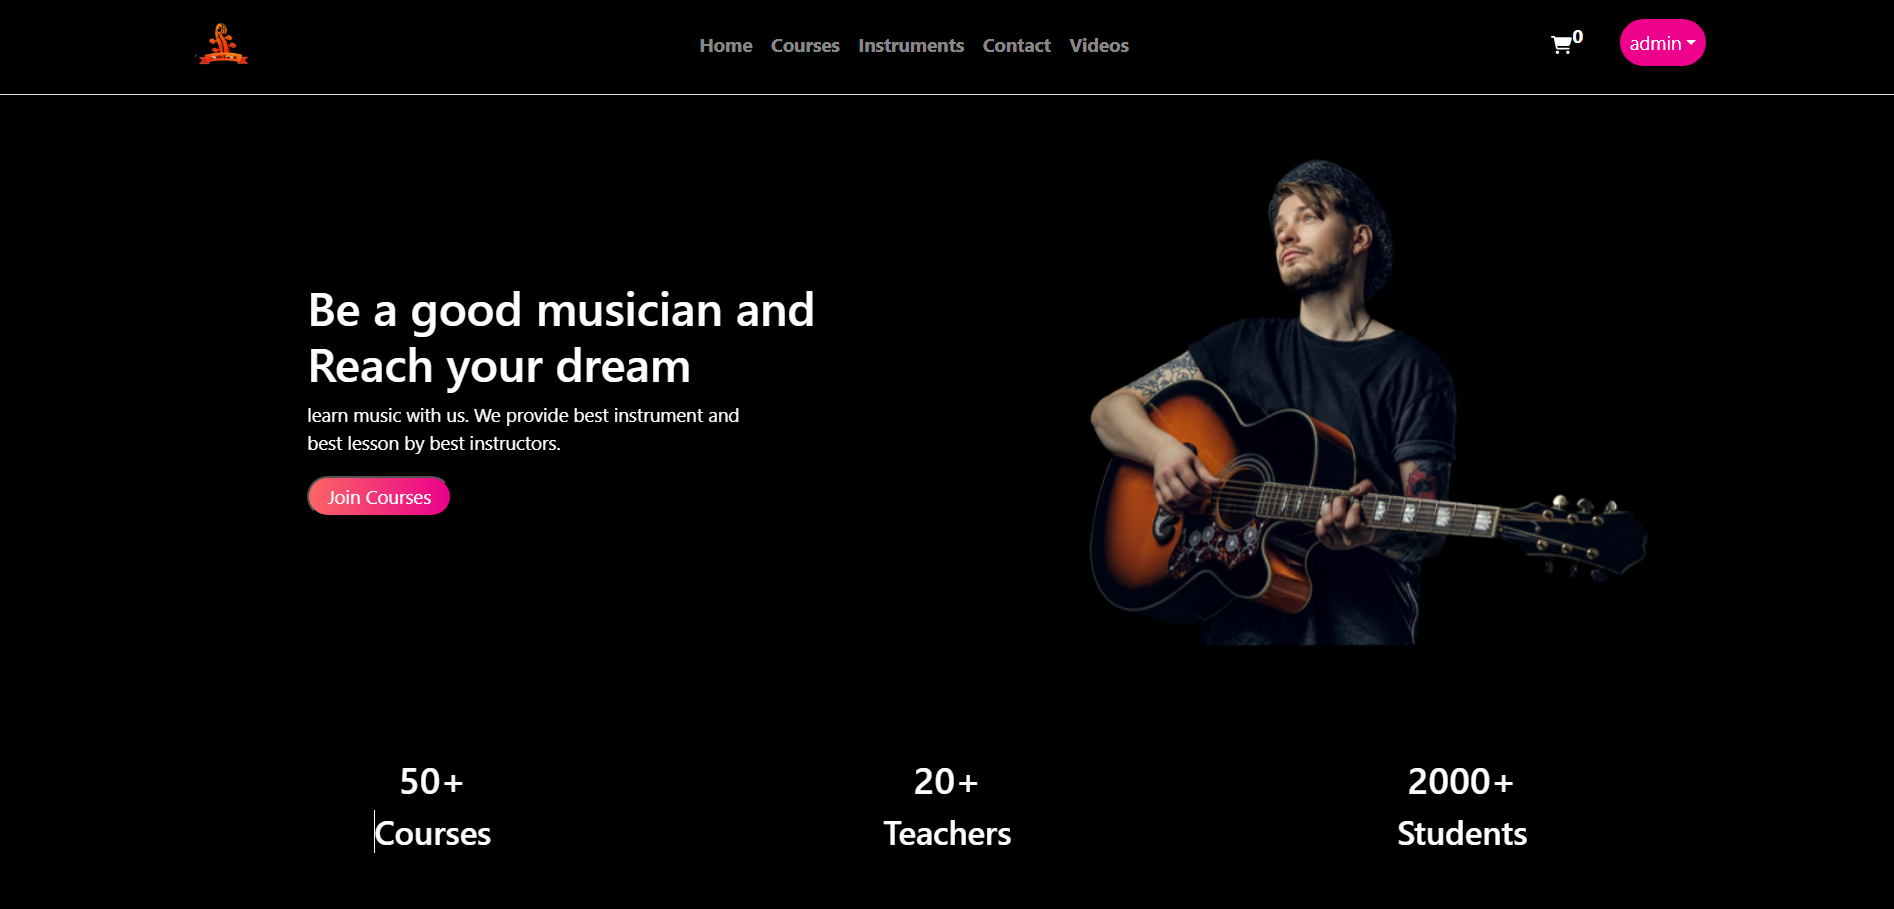 Home Courses Instruments Contact Videos
0
admin
Be a good musician and
Reach your dream
learn music with us. We provide best instrument and
best lesson by best instructors.
Join Courses
50+ 20+ 2000+
Courses Teachers Students